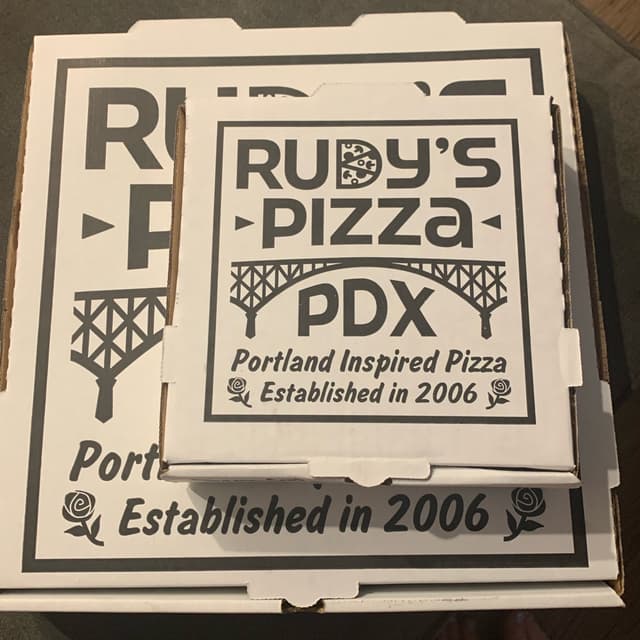 RUDY'S
PIZZA
PDX
Portland Inspired Pizza
Established in 2006
Port
Established in 2006